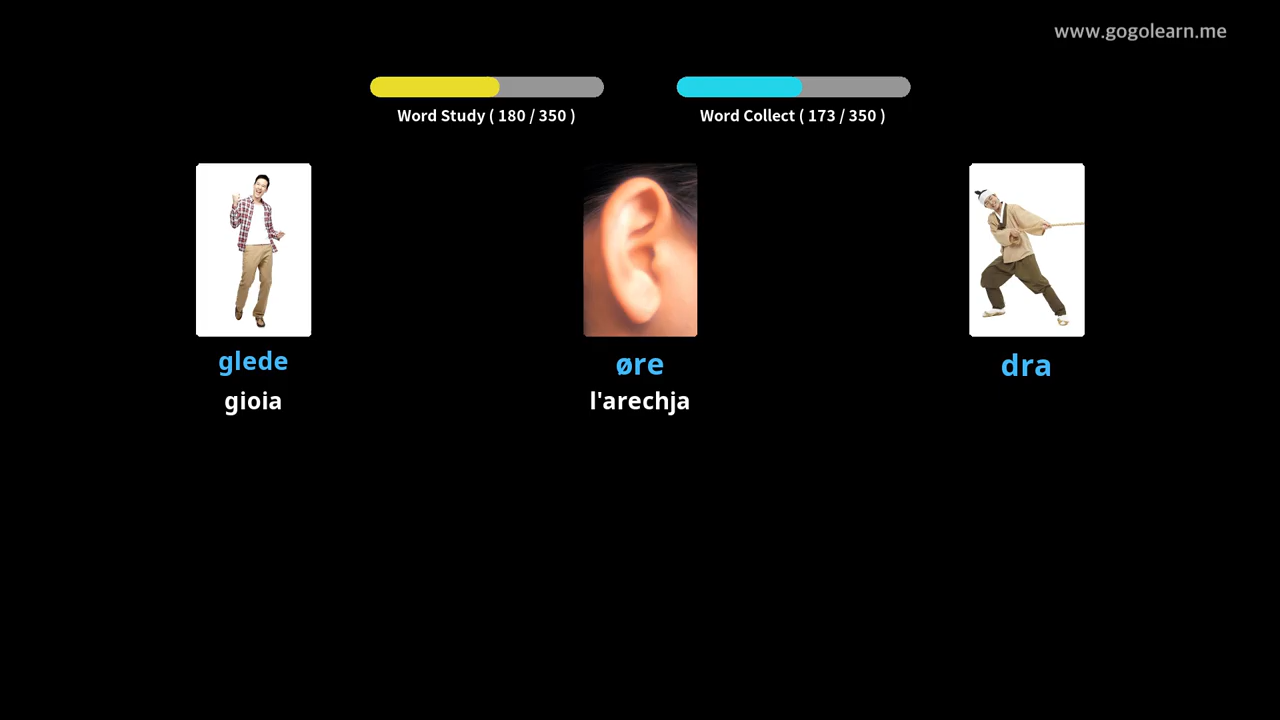 www.gogolearn.me
Word Study ( 180 / 350 )
Word Collect ( 173 / 350 )
glede
gioia
øre
l'arechja
dra